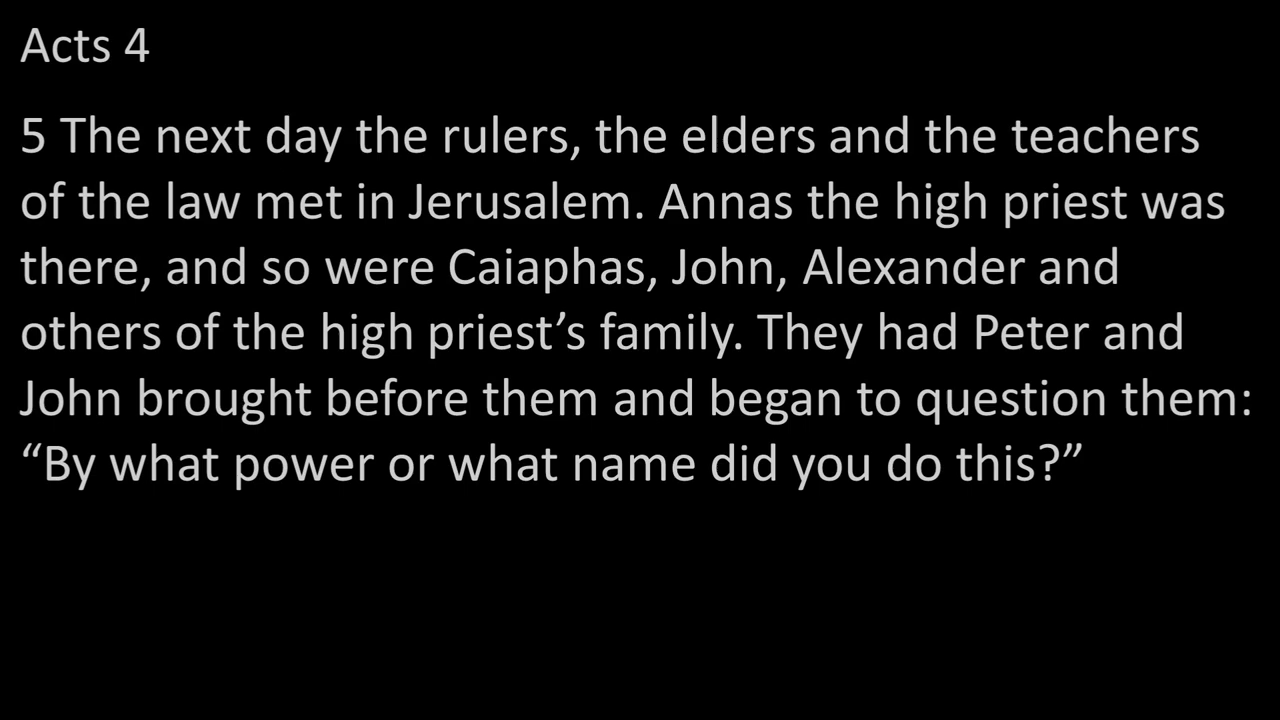 Acts 4
5 The next day the rulers, the elders and the teachers
of the law met in Jerusalem. Annas the high priest was
there, and so were Caiaphas, John, Alexander and
others of the high priest’s family. They had Peter and
John brought before them and began to question them:
“By what power or what name did you do this?”